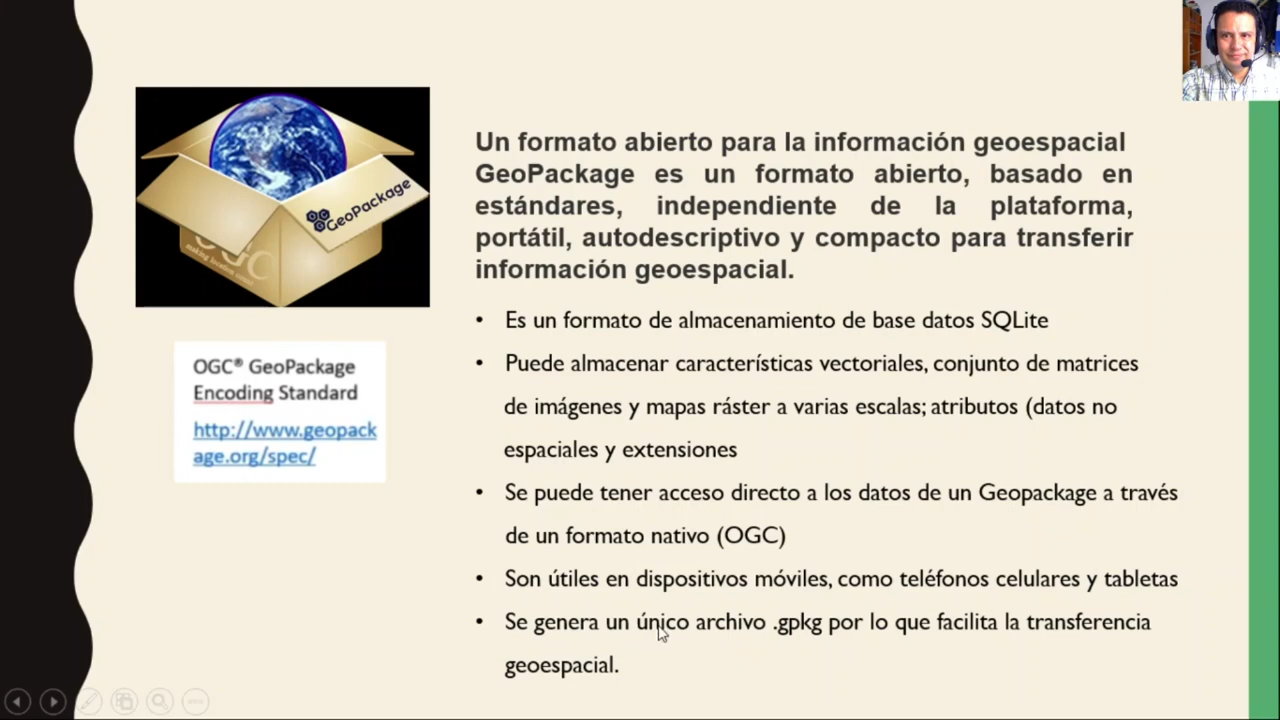 GeoPackage
OGC
making location count
OGC® GeoPackage
Encoding Standard
http://www.geopack
age.org/spec/
Un formato abierto para la información geoespacial
GeoPackage es un formato abierto, basado en
estándares, independiente de la plataforma,
portátil, autodescriptivo y compacto para transferir
información geoespacial.
• Es un formato de almacenamiento de base datos SQLite
• Puede almacenar características vectoriales, conjunto de matrices
de imágenes y mapas ráster a varias escalas; atributos (datos no
espaciales y extensiones
• Se puede tener acceso directo a los datos de un Geopackage a través
de un formato nativo (OGC)
• Son útiles en dispositivos móviles, como teléfonos celulares y tabletas
• Se genera un único archivo .gpkg por lo que facilita la transferencia
geoespacial.